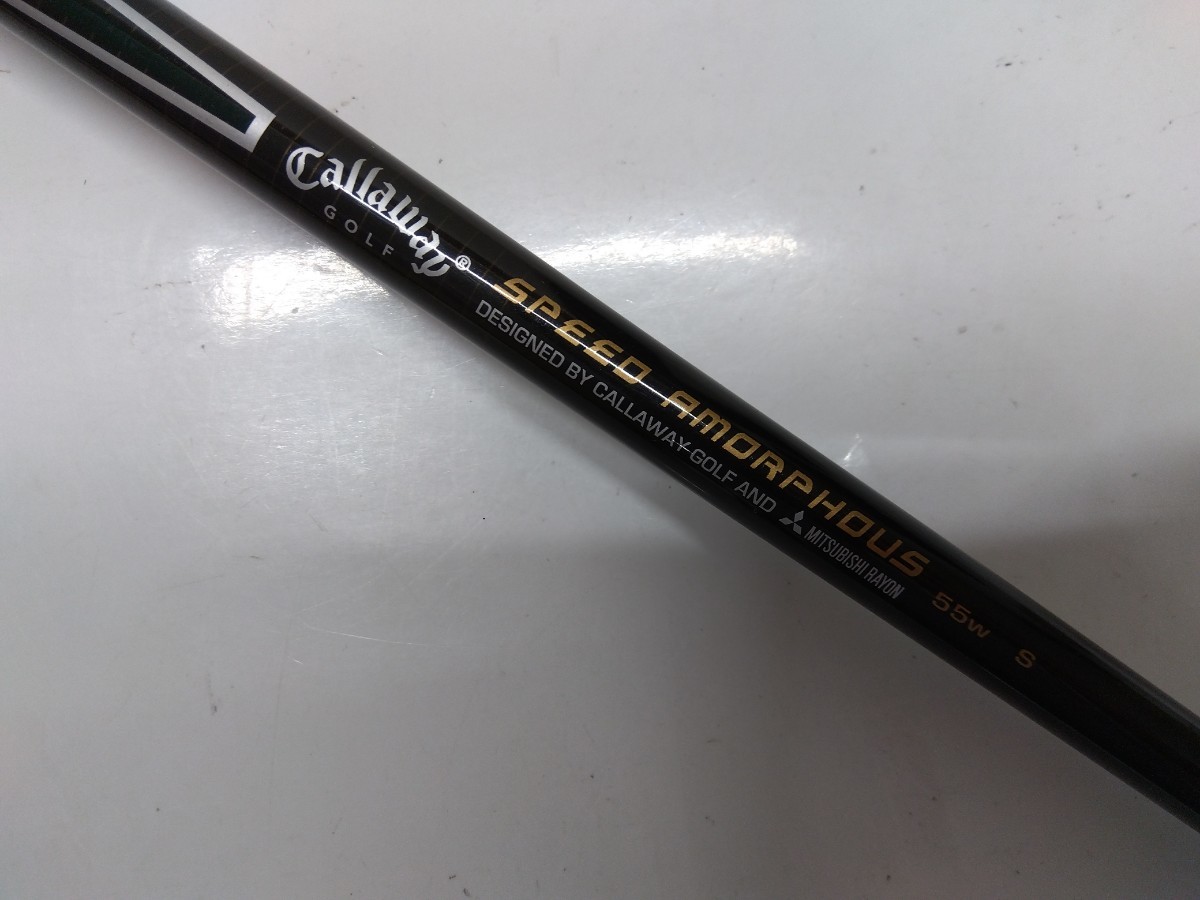 Callaway®
GOLF
SPEED AMORPHOUS 55w S
DESIGNED BY CALLAWAY GOLF AND MITSUBISHI RAYON